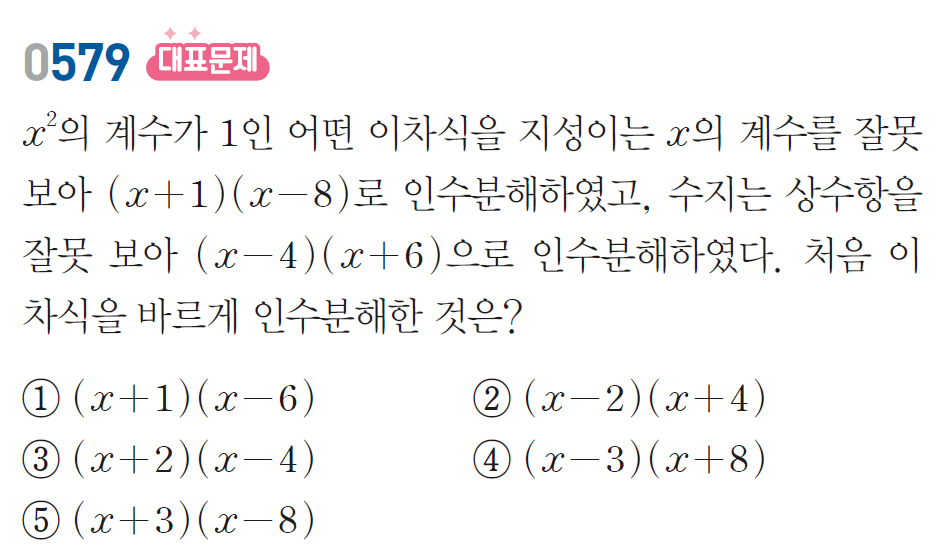 0579 대표문제
x²의 계수가 1인 어떤 이차식을 지성이는 x의 계수를 잘못
보아 (x+1)(x-8)로 인수분해하였고, 수지는 상수항을
잘못 보아 (x-4)(x+6)으로 인수분해하였다. 처음 이
차식을 바르게 인수분해한 것은?
① (x+1)(x-6) ② (x-2)(x+4)
③ (x+2)(x-4) ④ (x-3)(x+8)
⑤ (x+3)(x-8)